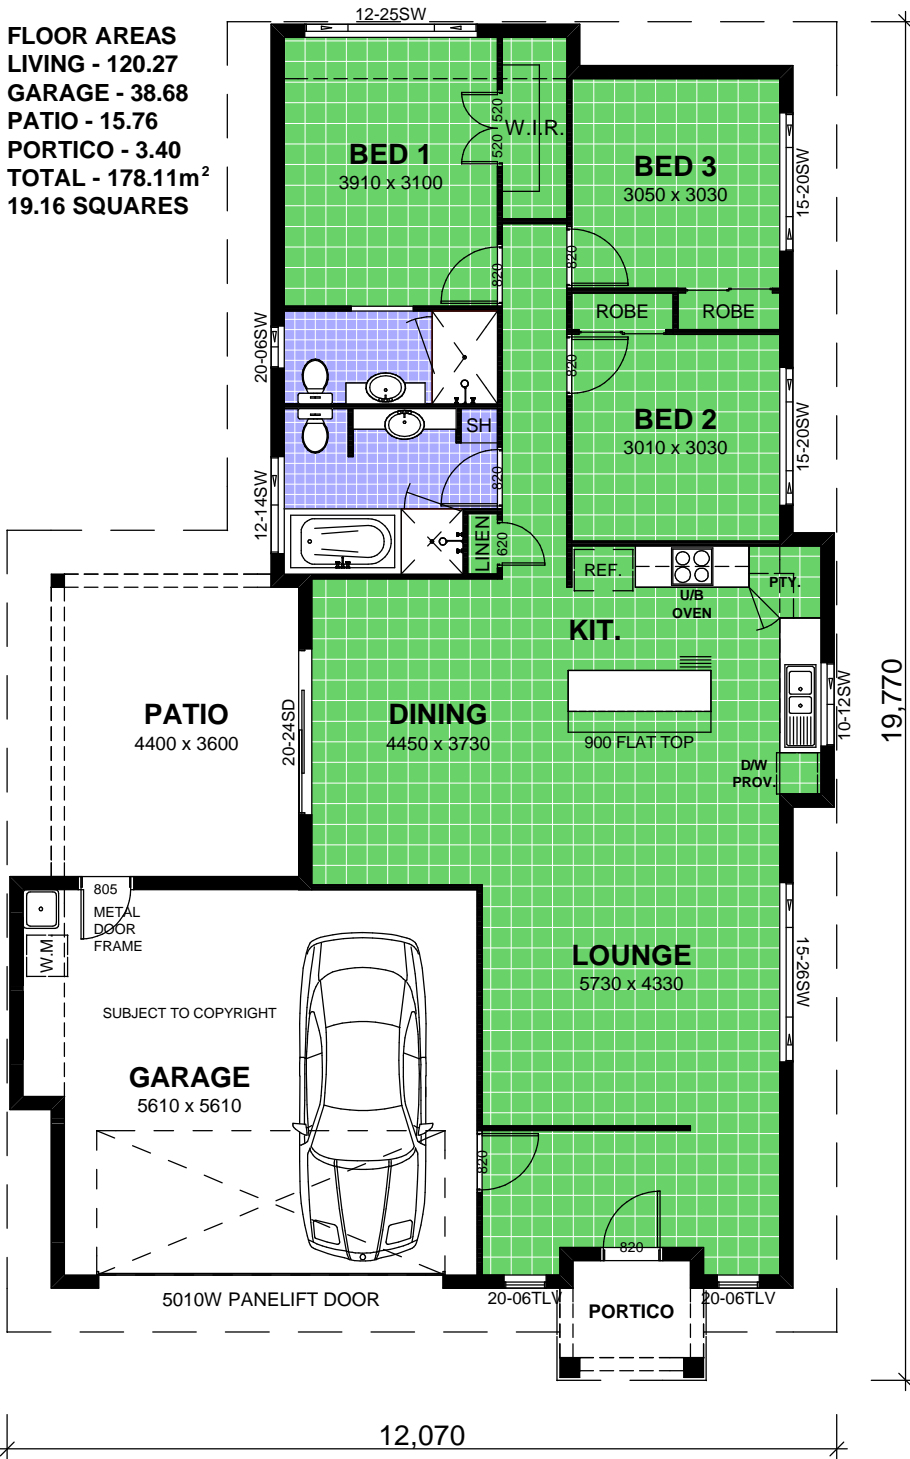 FLOOR AREAS
LIVING - 120.27
GARAGE - 38.68
PATIO - 15.76
PORTICO - 3.40
TOTAL - 178.11m²
19.16 SQUARES
12-25SW
BED 1
3910 x 3100
520
520
W.I.R.
BED 3
3050 x 3030
15-20SW
820
820
ROBE
ROBE
20-06SW
820
BED 2
3010 x 3030
15-20SW
SH
12-14SW
820
LINEN
620
REF.
U/B
OVEN
PTY.
KIT.
PATIO
4400 x 3600
20-24SD
DINING
4450 x 3730
900 FLAT TOP
10-12SW
19,770
D/W
PROV.
805
METAL
DOOR
FRAME
W.M
LOUNGE
5730 x 4330
15-26SW
SUBJECT TO COPYRIGHT
GARAGE
5610 x 5610
820
820
5010W PANELIFT DOOR
20-06TLV
PORTICO
20-06TLV
12,070